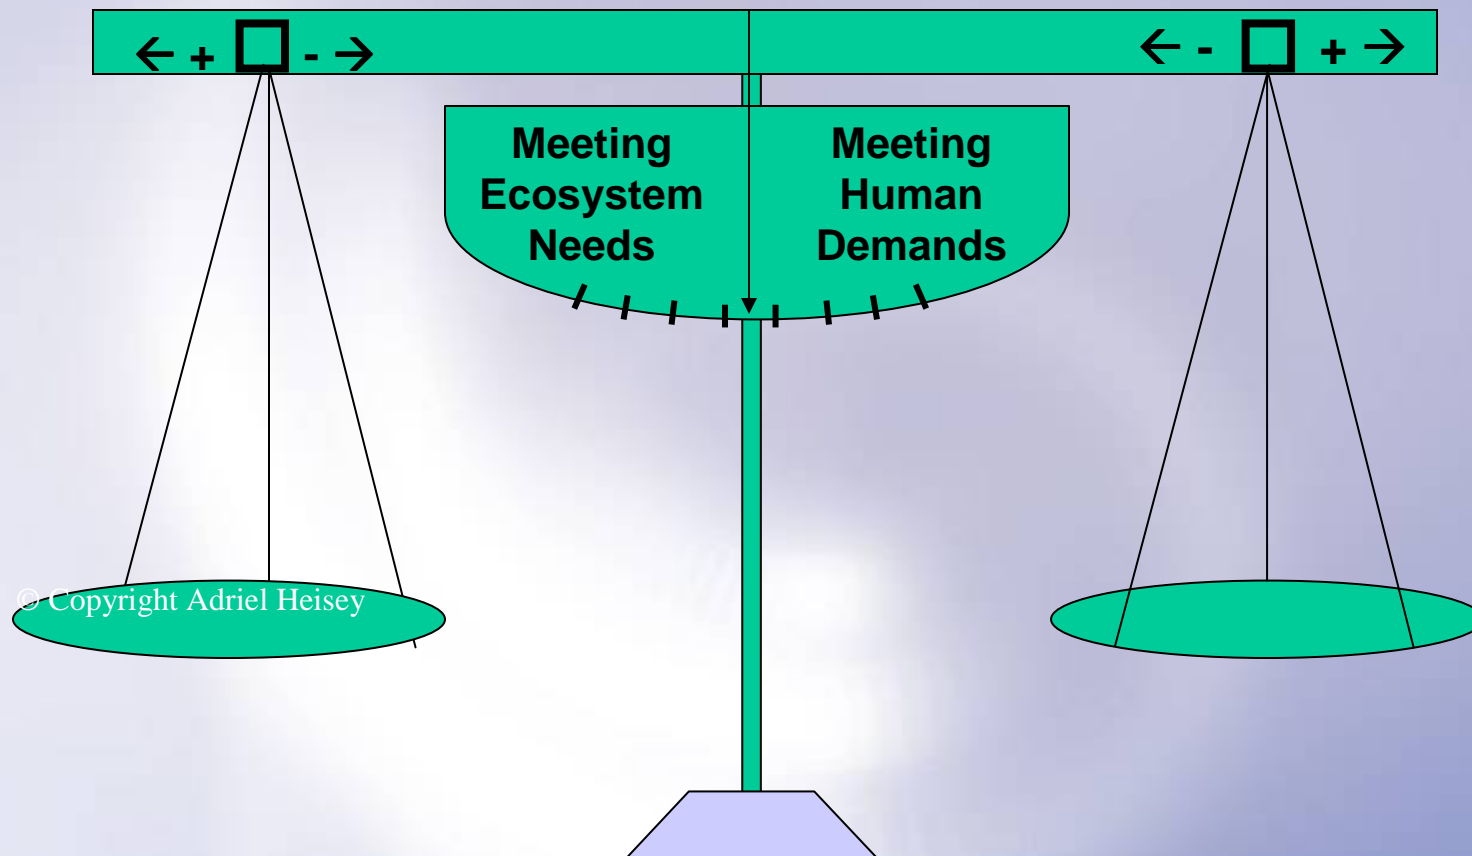 ← + □ - →
← - □ + →
Meeting
Ecosystem
Needs
Meeting
Human
Demands
© Copyright Adriel Heisey